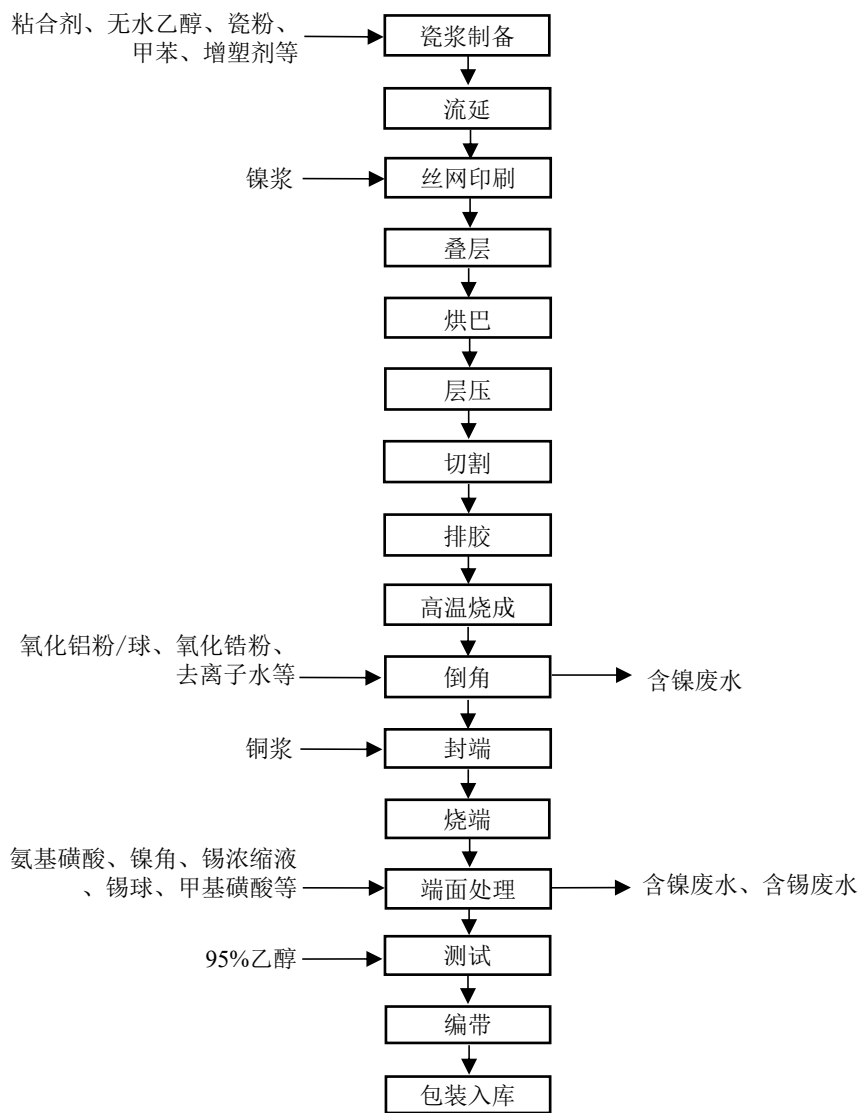 粘合剂、无水乙醇、瓷粉、
甲苯、增塑剂等
瓷浆制备
流延
镍浆
丝网印刷
叠层
烘巴
层压
切割
排胶
高温烧成
氧化铝粉/球、氧化锆粉、
去离子水等
倒角
含镍废水
铜浆
封端
烧端
氨基磺酸、镍角、锡浓缩液
、锡球、甲基磺酸等
端面处理
含镍废水、含锡废水
95%乙醇
测试
编带
包装入库